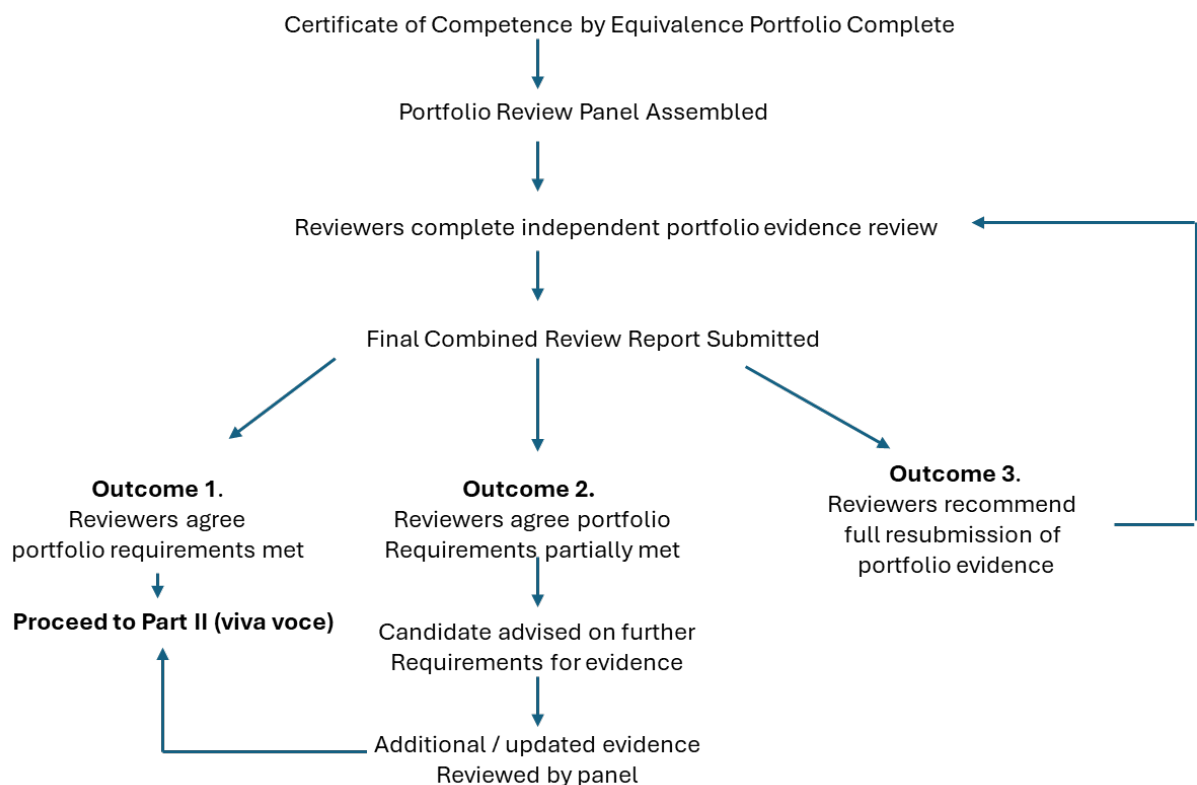 Certificate of Competence by Equivalence Portfolio Complete
Portfolio Review Panel Assembled
Reviewers complete independent portfolio evidence review
Final Combined Review Report Submitted
Outcome 1.
Reviewers agree
portfolio requirements met
Proceed to Part II (viva voce)
Outcome 2.
Reviewers agree portfolio
Requirements partially met
Candidate advised on further
Requirements for evidence
Additional / updated evidence
Reviewed by panel
Outcome 3.
Reviewers recommend
full resubmission of
portfolio evidence